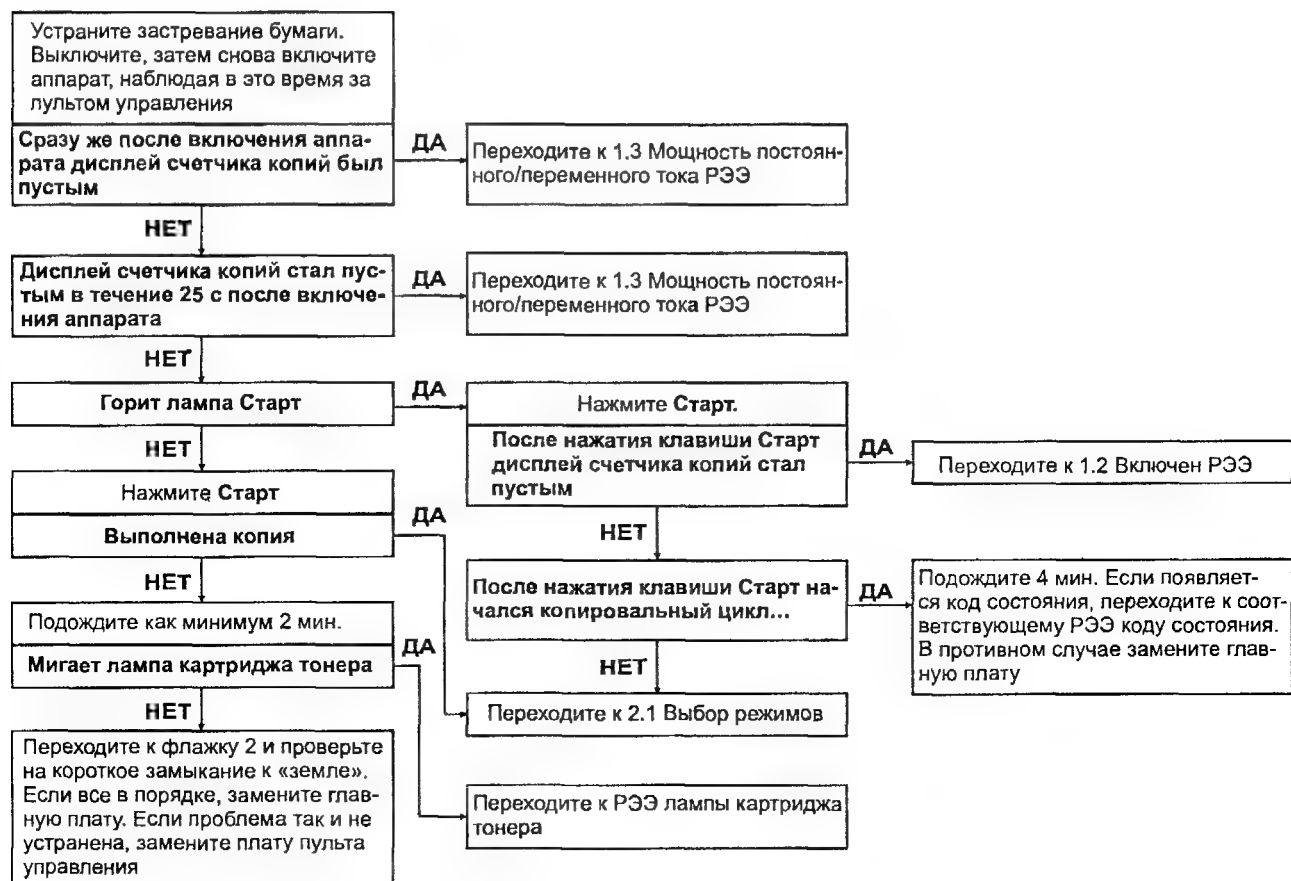 Устраните застревание бумаги.
Выключите, затем снова включите
аппарат, наблюдая в это время за
лультом управления
Сразу же после включения аппа-
рата дисплей счетчика копий был
пустым
ДА
Переходите к 1.3 Мощность постоян-
ного/переменного тока РЭЭ
НЕТ
Дисплей счетчика копий стал пус-
тым в течение 25 с после включе-
ния аппарата
ДА
Переходите к 1.3 Мощность постоян-
ного/переменного тока РЭЭ
НЕТ
Горит лампа Старт
ДА
Нажмите Старт.
После нажатия клавиши Старт
дисплей счетчика копий стал
пустым
ДА
Переходите к 1.2 Включен РЭЭ
НЕТ
Нажмите Старт
Выполнена копия
ДА
НЕТ
После нажатия клавиши Старт на-
чался копировальный цикл...
ДА
Подождите 4 мин. Если появляет-
ся код состояния, переходите к соот-
ветствующему РЭЭ коду состояния.
В противном случае замените глав-
ную плату
НЕТ
Подождите как минимум 2 мин.
Мигает лампа картриджа тонера
ДА
НЕТ
Переходите к 2.1 Выбор режимов
НЕТ
Переходите к флажку 2 и проверьте
на короткое замыкание к «земле».
Если все в порядке, замените глав-
ную плату. Если проблема так и не
устранена, замените плату пульта
управления
Переходите к РЭЭ лампы картриджа
тонера